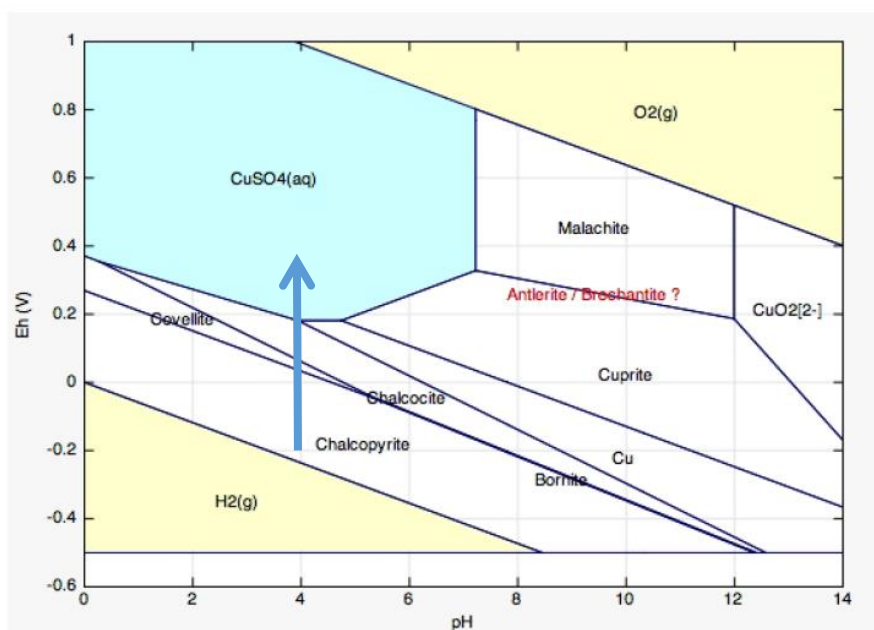 1
0.8
0.6
0.4
0.2
0
-0.2
-0.4
-0.6
Eh (V)
O2(g)
CuSO4(aq)
Malachite
Antlerite / Brochantite ?
CuO2[2-]
Covellite
Cuprite
Chalcocite
Chalcopyrite
Cu
Bornite
H2(g)
0 2 4 6 8 10 12 14
pH